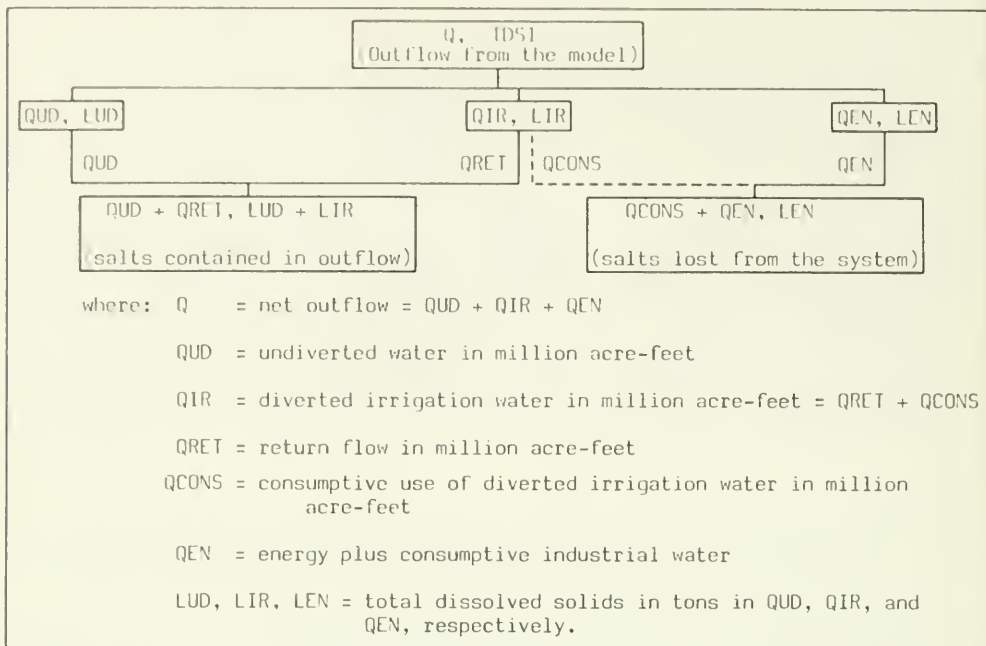 Q, TDS1
(Outflow from the model)
QUD, LUD QIR, LIR QEN, LEN
QUD QRET QCONS QEN
QUD + QRET, LUD + LIR QCONS + QEN, LEN
(salts contained in outflow) (salts lost from the system)
where: Q = net outflow = QUD + QIR + QEN
QUD = undiverted water in million acre-feet
QIR = diverted irrigation water in million acre-feet = QRET + QCONS
QRET = return flow in million acre-feet
QCONS = consumptive use of diverted irrigation water in million
acre-feet
QEN = energy plus consumptive industrial water
LUD, LIR, LEN = total dissolved solids in tons in QUD, QIR, and
QEN, respectively.